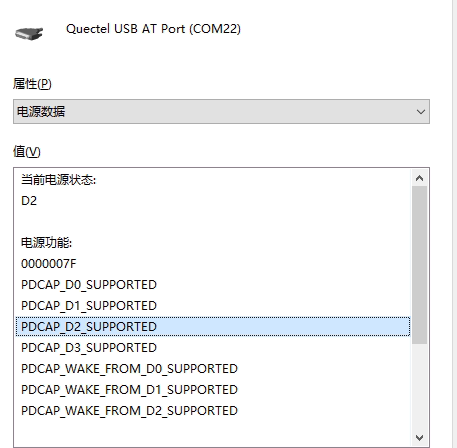 Quectel USB AT Port (COM22)
属性(P)
电源数据
值(V)
当前电源状态:
D2
电源功能:
0000007F
PDCAP_D0_SUPPORTED
PDCAP_D1_SUPPORTED
PDCAP_D2_SUPPORTED
PDCAP_D3_SUPPORTED
PDCAP_WAKE_FROM_D0_SUPPORTED
PDCAP_WAKE_FROM_D1_SUPPORTED
PDCAP_WAKE_FROM_D2_SUPPORTED